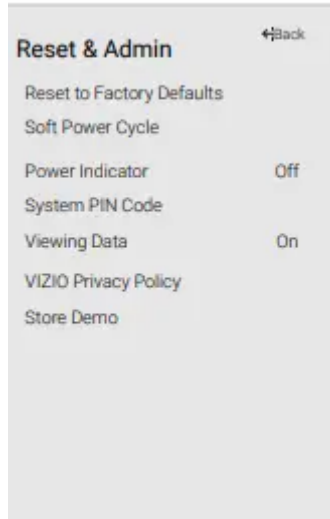 Back
Reset & Admin
Reset to Factory Defaults
Soft Power Cycle
Power Indicator Off
System PIN Code
Viewing Data On
VIZIO Privacy Policy
Store Demo